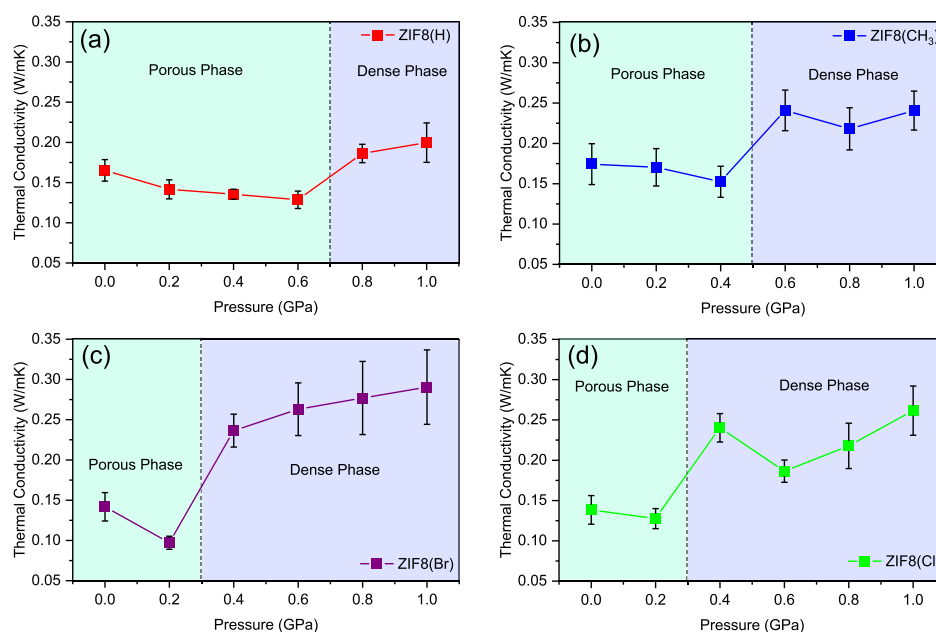 (a)
ZIF8(H)
Porous Phase
Dense Phase
Thermal Conductivity (W/mK)
0.35
0.30
0.25
0.20
0.15
0.10
0.05
0.0 0.2 0.4 0.6 0.8 1.0
Pressure (GPa)
(b)
ZIF8(CH₃)
Porous Phase
Dense Phase
Thermal Conductivity (W/mK)
0.35
0.30
0.25
0.20
0.15
0.10
0.05
0.0 0.2 0.4 0.6 0.8 1.0
Pressure (GPa)
(c)
Porous Phase
Dense Phase
ZIF8(Br)
Thermal Conductivity (W/mK)
0.35
0.30
0.25
0.20
0.15
0.10
0.05
0.0 0.2 0.4 0.6 0.8 1.0
Pressure (GPa)
(d)
Porous Phase
Dense Phase
ZIF8(Cl
Thermal Conductivity (W/mK)
0.35
0.30
0.25
0.20
0.15
0.10
0.05
0.0 0.2 0.4 0.6 0.8 1.0
Pressure (GPa)